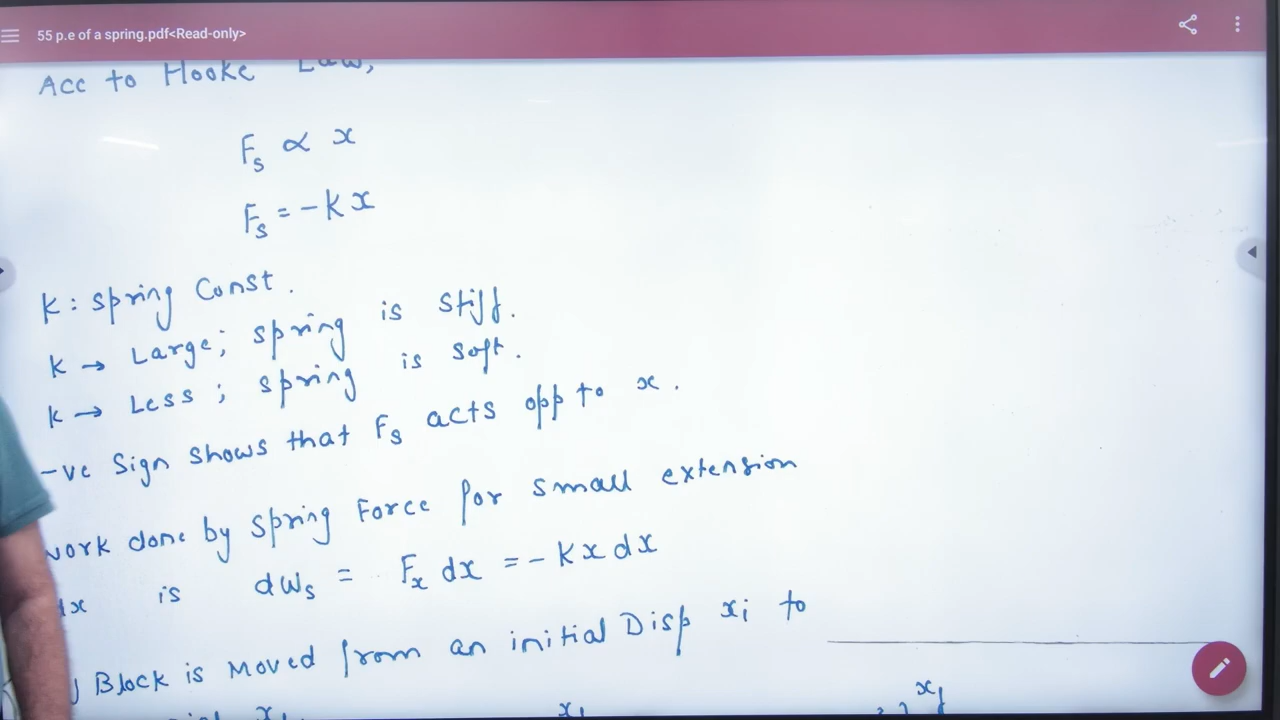 55 p.e of a spring.pdf<Read-only>
Acc to Hooke Law,
Fs ∝ x
Fs = -kx
k : spring Const.
k → Large; spring is stiff.
k → Less; spring is soft.
-ve Sign shows that Fs acts opp to x.
work done by spring Force for small extension
dx is dWs = Fx dx = -kx dx
Block is Moved from an initial Disp xi to
xf